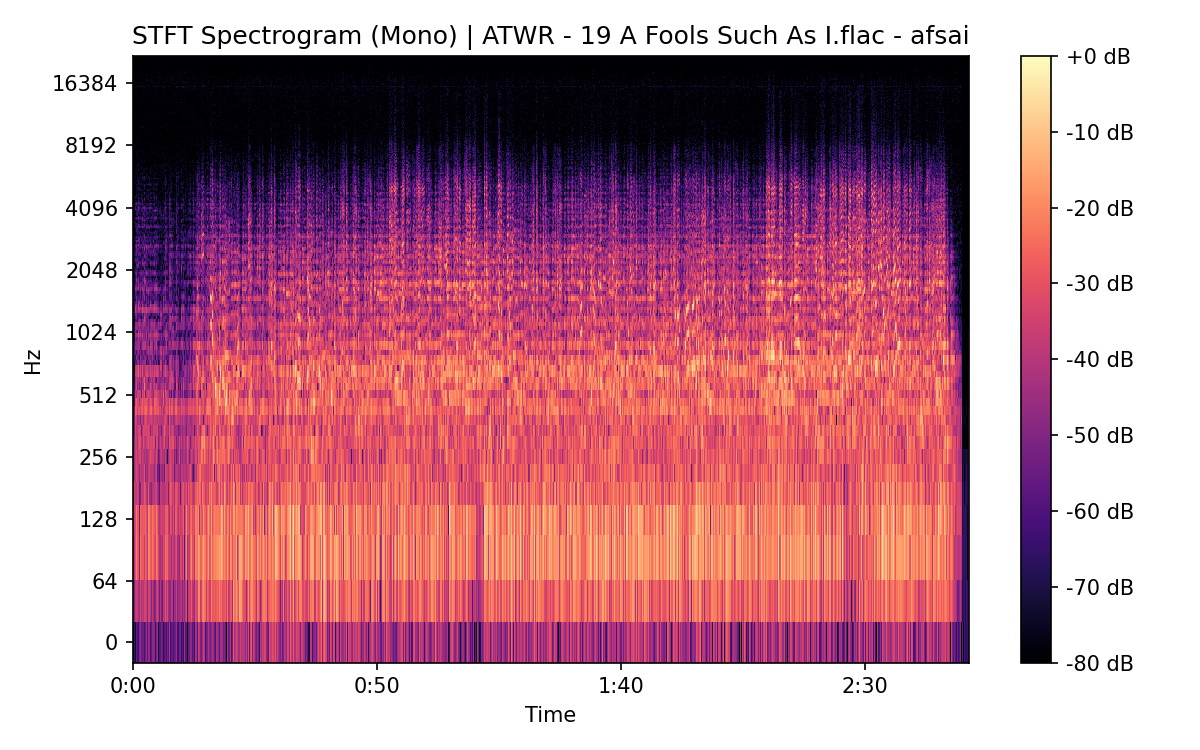 STFT Spectrogram (Mono) | ATWR - 19 A Fools Such As I.flac - afsai
Hz
16384
8192
4096
2048
1024
512
256
128
64
0
0:00
0:50
1:40
2:30
Time
+0 dB
-10 dB
-20 dB
-30 dB
-40 dB
-50 dB
-60 dB
-70 dB
-80 dB